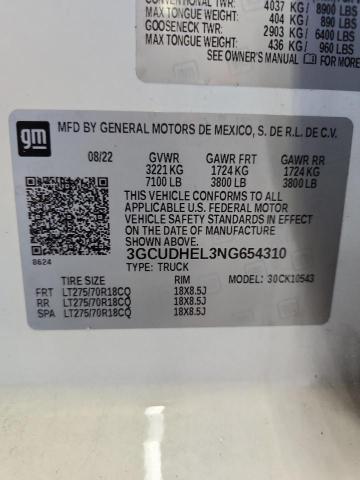 CONVENTIONAL TWR: 4037 KG / 8900 LBS
MAX TONGUE WEIGHT: 404 KG / 890 LBS
GOOSENECK TWR: 2903 KG / 6400 LBS
MAX TONGUE WEIGHT: 436 KG / 960 LBS
SEE OWNER'S MANUAL FOR
gm
MFD BY GENERAL MOTORS DE MEXICO, S. DE R.L. DE C.V.
08/22 GVWR GAWR FRT GAWR RR
3221 KG 1724 KG 1724 KG
7100 LB 3800 LB 3800 LB
THIS VEHICLE CONFORMS TO ALL APPLICABLE
U.S. FEDERAL MOTOR VEHICLE SAFETY STANDARDS IN EFFECT
ON THE DATE OF MANUFACTURE SHOWN ABOVE.
3GCUDHEL3NG654310
8624
TYPE: TRUCK
TIRE SIZE RIM MODEL: 30CK10543
FRT LT275/70R18CQ 18X8.5J
RR LT275/70R18CQ 18X8.5J
SPA LT275/70R18CQ 18X8.5J